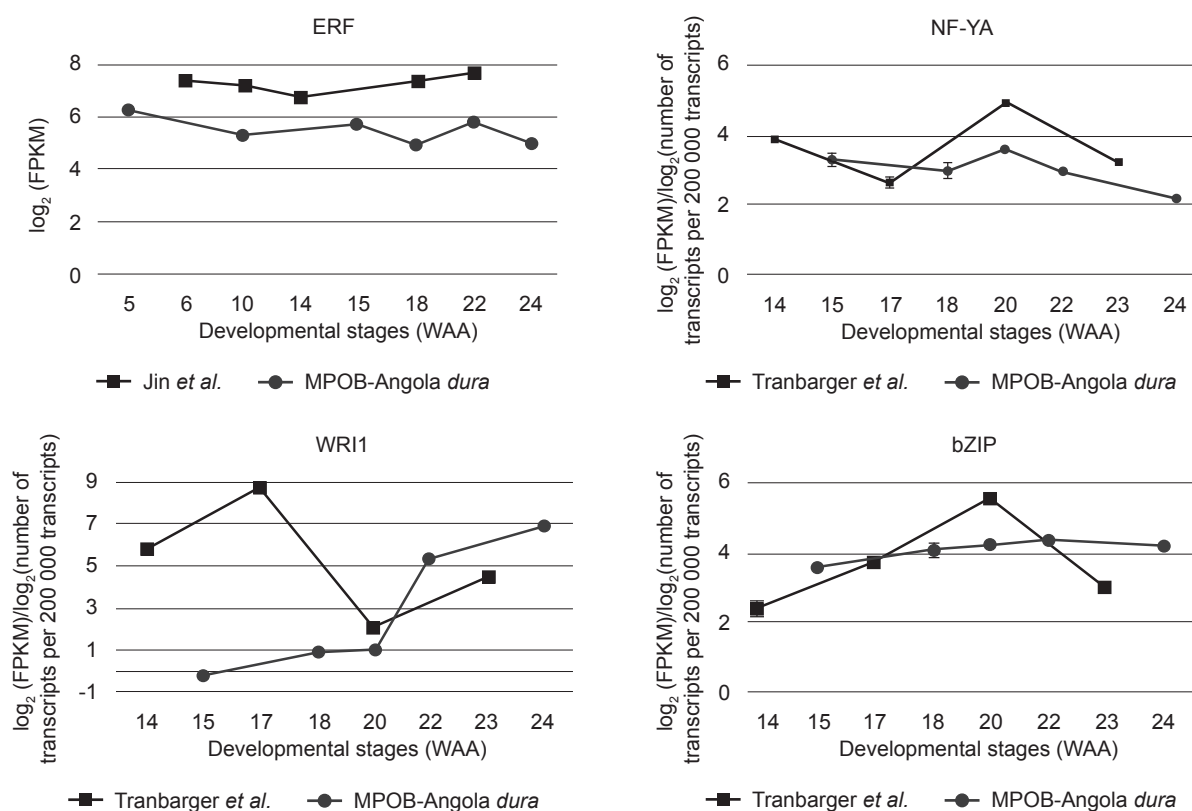 ERF
log₂ (FPKM)
8
6
4
2
0
5 6 10 14 15 18 22 24
Developmental stages (WAA)
Jin et al. MPOB-Angola dura
NF-YA
log₂ (FPKM)/log₂(number of
transcripts per 200 000 transcripts)
6
4
2
0
14 15 17 18 20 22 23 24
Developmental stages (WAA)
Tranbarger et al. MPOB-Angola dura
WRI1
log₂ (FPKM)/log₂(number of
transcripts per 200 000 transcripts)
9
7
5
3
1
-1
14 15 17 18 20 22 23 24
Developmental stages (WAA)
Tranbarger et al. MPOB-Angola dura
bZIP
log₂ (FPKM)/log₂(number of
transcripts per 200 000 transcripts)
6
4
2
0
14 15 17 18 20 22 23 24
Developmental stages (WAA)
Tranbarger et al. MPOB-Angola dura